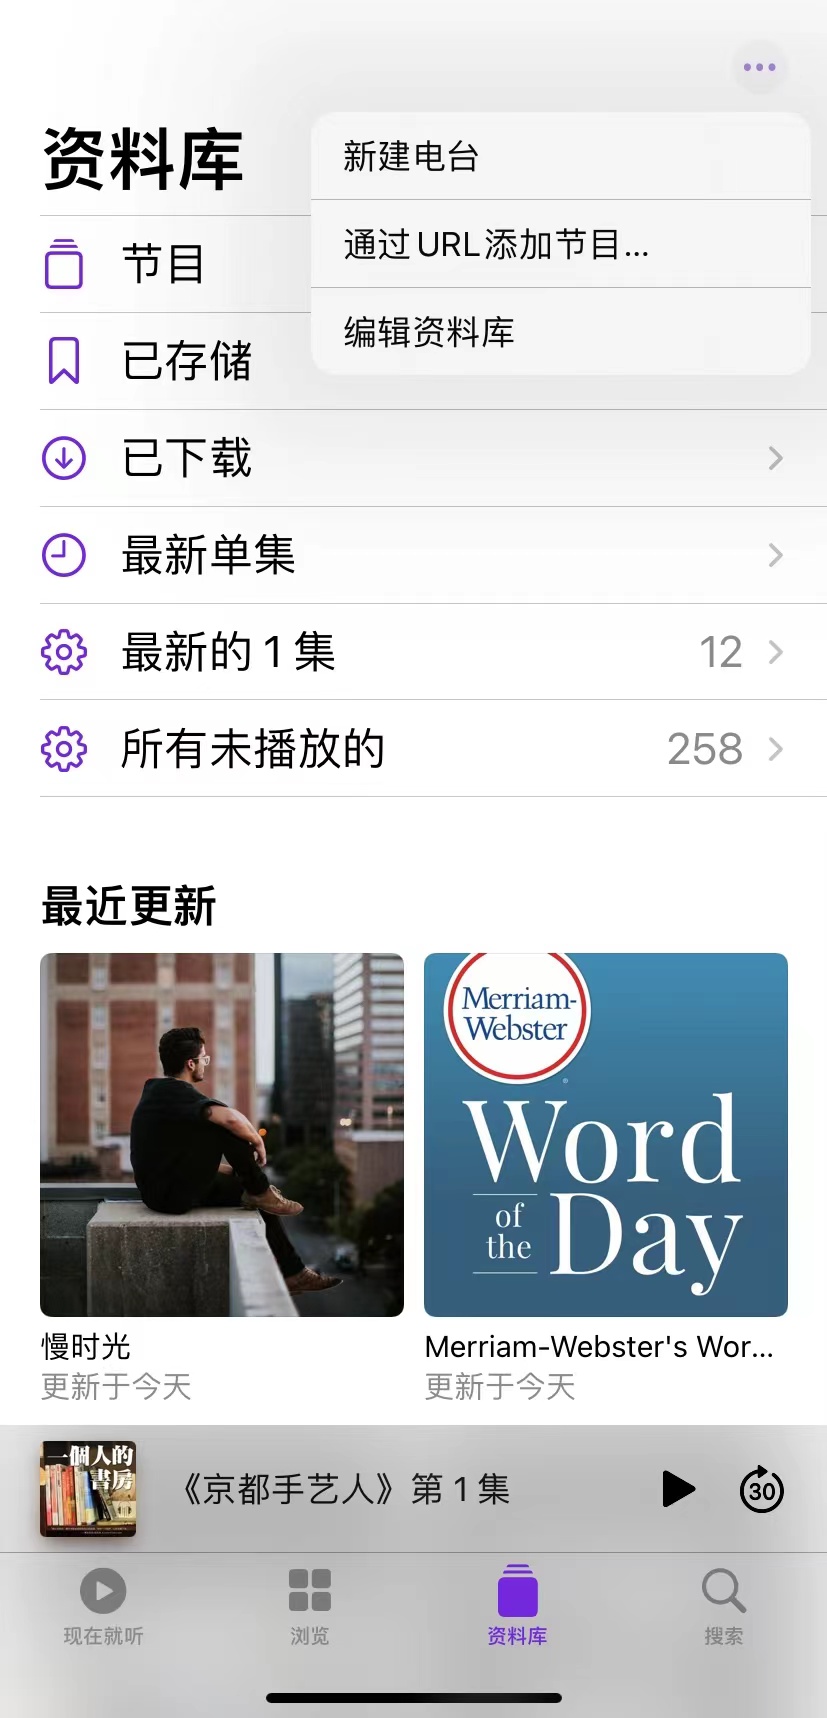 资料库
新建电台
通过URL添加节目...
编辑资料库
节目
已存储
已下载
最新单集
最新的 1 集
12
所有未播放的
258
最近更新
Merriam-
Webster
Word
of
the
Day
慢时光
更新于今天
Merriam-Webster's Wor...
更新于今天
一個人的
書房
《京都手艺人》第 1 集
30
现在就听
浏览
资料库
搜索